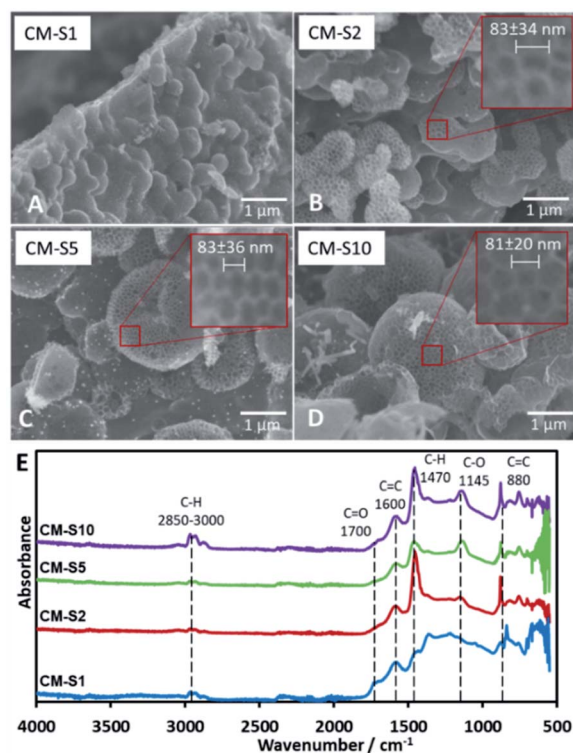 CM-S1
A
1 μm
CM-S2
83±34 nm
B
1 μm
CM-S5
83±36 nm
C
1 μm
CM-S10
81±20 nm
D
1 μm
E
C-H
2850-3000
C=O
1700
C=C
1600
C-H
1470
C-O
1145
C=C
880
CM-S10
CM-S5
CM-S2
CM-S1
Absorbance
4000 3500 3000 2500 2000 1500 1000 500
Wavenumber / cm⁻¹